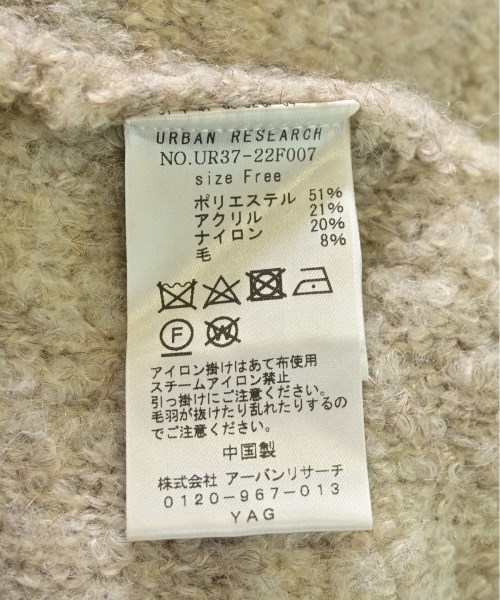 URBAN RESEARCH
NO.UR37-22F007
size Free
ポリエステル 51%
アクリル 21%
ナイロン 20%
毛 8%
F W
アイロン掛けはあて布使用
スチームアイロン禁止
引っ掛けにご注意ください。
毛羽が抜けたり乱れたりするの
でご注意ください。
中国製
株式会社 アーバンリサーチ
0120-967-013
YAG